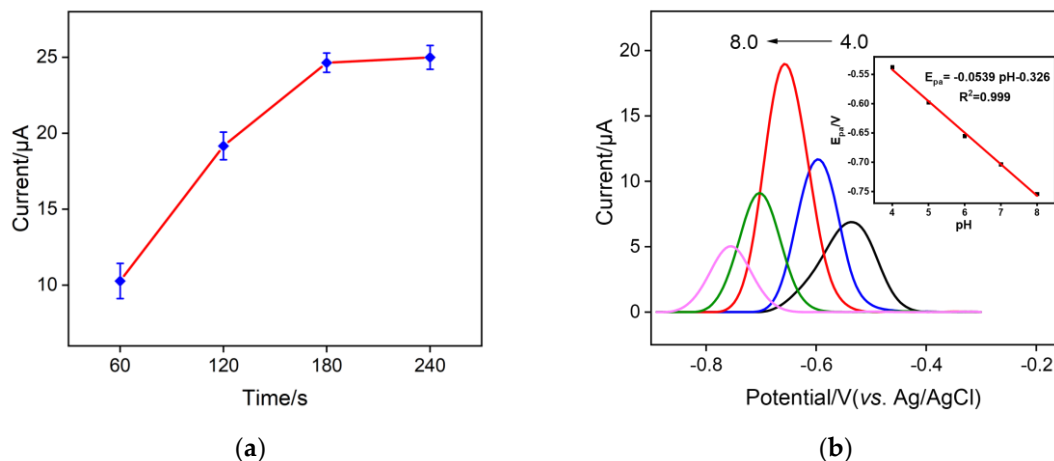 25
20
15
10
Current/µA
60 120 180 240
Time/s
(a)
20
15
10
5
0
Current/µA
8.0 4.0
-0.8 -0.6 -0.4 -0.2
Potential/V(vs. Ag/AgCl)
-0.55
-0.60
-0.65
-0.70
-0.75
Epa/V
Epa= -0.0539 pH-0.326
R²=0.999
4 5 6 7 8
pH
(b)